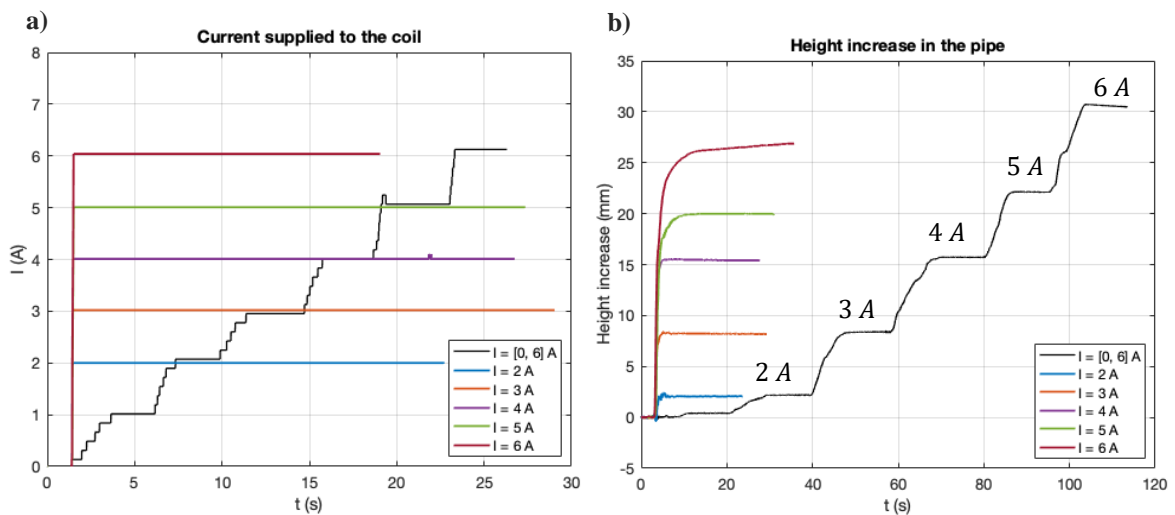 a)
Current supplied to the coil
8
7
6
5
4
3
2
1
0
I (A)
0 5 10 15 20 25 30
t (s)
I = [0, 6] A
I = 2 A
I = 3 A
I = 4 A
I = 5 A
I = 6 A
b)
Height increase in the pipe
35
30
25
20
15
10
5
0
-5
Height increase (mm)
0 20 40 60 80 100 120
t (s)
2 A
3 A
4 A
5 A
6 A
I = [0, 6] A
I = 2 A
I = 3 A
I = 4 A
I = 5 A
I = 6 A